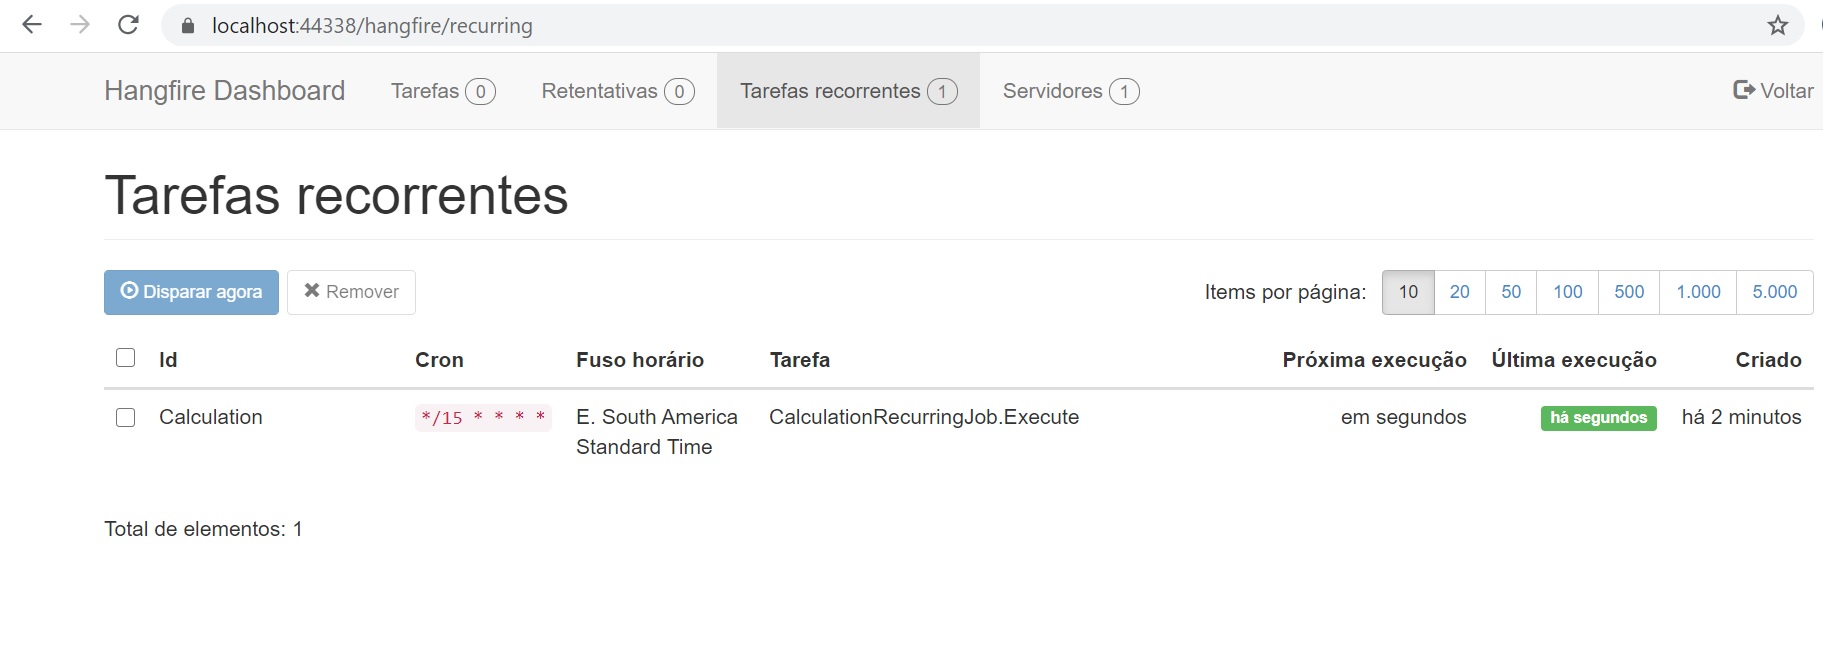 localhost:44338/hangfire/recurring
Hangfire Dashboard Tarefas 0 Retentativas 0 Tarefas recorrentes 1 Servidores 1 Voltar
Tarefas recorrentes
Disparar agora Remover Items por página: 10 20 50 100 500 1.000 5.000
Id Cron Fuso horário Tarefa Próxima execução Última execução Criado
Calculation */15 * * * * E. South America CalculationRecurringJob.Execute em segundos há segundos há 2 minutos
Standard Time
Total de elementos: 1